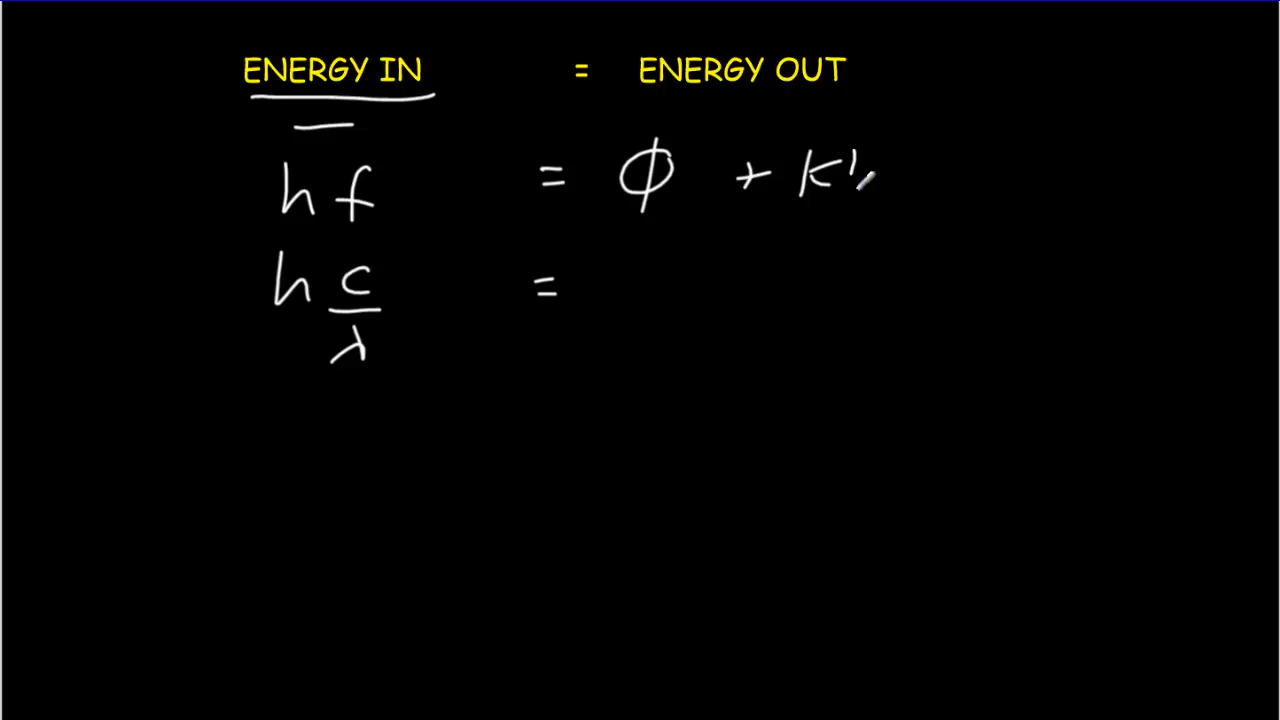 ENERGY IN = ENERGY OUT
hf = ϕ + K
h c/λ =